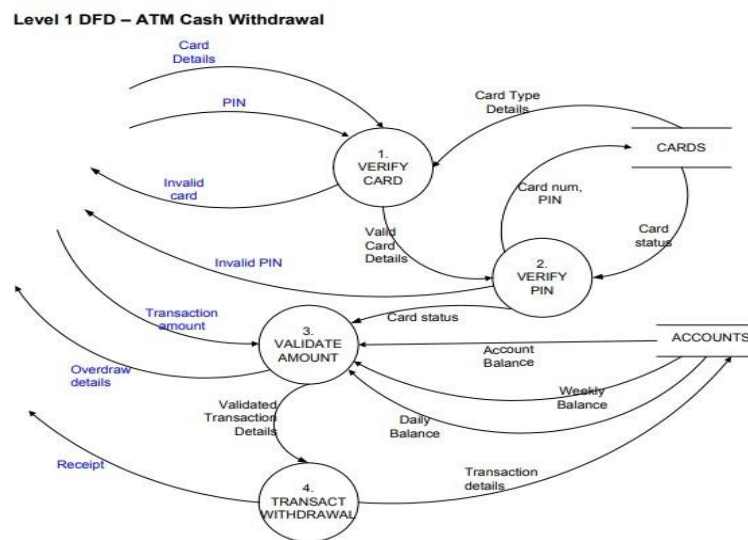 Level 1 DFD – ATM Cash Withdrawal
Card
Details
PIN
Card Type
Details
1.
VERIFY
CARD
CARDS
Invalid
card
Card num,
PIN
Valid
Card
Details
Card
status
Invalid PIN
2.
VERIFY
PIN
Transaction
amount
Card status
3.
VALIDATE
AMOUNT
ACCOUNTS
Account
Balance
Overdraw
details
Weekly
Balance
Validated
Transaction
Details
Daily
Balance
Receipt
Transaction
details
4.
TRANSACT
WITHDRAWAL